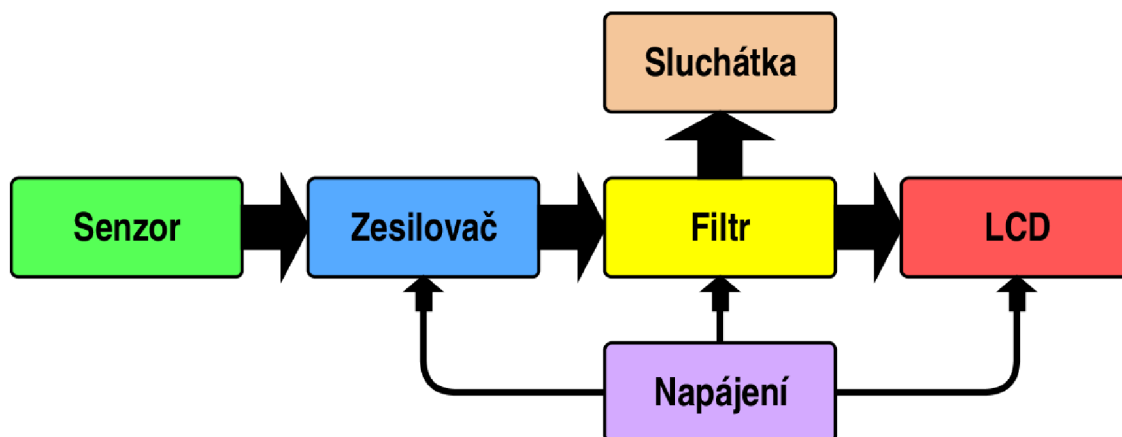 Sluchátka
Senzor
Zesilovač
Filtr
LCD
Napájení